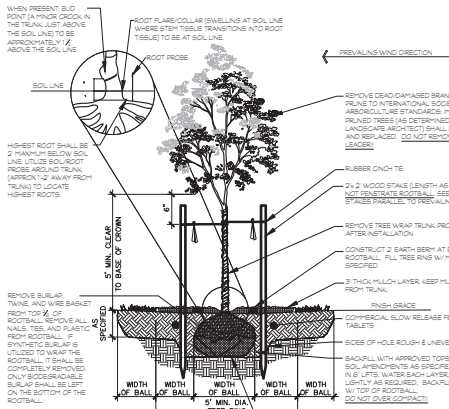 WHEN PRESENT: BUD
POINT (A MINOR CROOK IN
THE TRUNK JUST ABOVE
THE SOIL LINE) TO BE
APPROXIMATELY 1
ABOVE THE SOIL LINE
ROOT FLARE/COLLAR (SWELLING AT SOIL LINE
WHERE STEM TISSUE TRANSITIONS INTO ROOT
TISSUE) TO BE AT SOIL LINE.
ROOT PROBE
SOIL LINE
HIGHEST ROOT SHALL BE
2" MAXIMUM BELOW SOIL
LINE. UTILIZE SOIL/ROOT
PROBE AROUND TRUNK
(APPROX 1"-2" AWAY FROM
TRUNK) TO LOCATE
HIGHEST ROOTS.
PREVAILING WIND DIRECTION
REMOVE DEAD/DAMAGED BRAN
PRUNE TO INTERNATIONAL SOCIE
ARBORICULTURE STANDARDS;
PRUNED TREES (AS DETERMINED
LANDSCAPE ARCHITECT) SHALL
AND REPLACED. DO NOT REMO
LEADER!
RUBBER CINCH TIE
2"x 2" WOOD STAKE (LENGTH AS
NOT PENETRATE ROOTBALL. SEE
STAKES PARALLEL TO PREVAILIN
REMOVE TREE WRAP TRUNK PRO
AFTER INSTALLATION.
CONSTRUCT 2" EARTH BERM AT E
ROOTBALL. FILL TREE RING W/ M
SPECIFIED.
3" THICK MULCH LAYER, KEEP MU
FROM TRUNK.
FINISH GRADE
COMMERCIAL SLOW RELEASE FE
TABLETS
SIDES OF HOLE ROUGH & UNEVE
BACKFILL WITH APPROVED TOPS
SOIL AMENDMENTS AS SPECIFIE
IN 6" LIFTS, WATER EACH LAYER,
LIGHTLY AS REQUIRED, BACKFIL
W/ TOP OF ROOTBALL.
DO NOT OVER COMPACT!
6"
5' MIN. CLEAR
TO BASE OF CROWN
AS
SPECIFIED
REMOVE BURLAP,
TWINE, AND WIRE BASKET
FROM TOP OF
ROOTBALL. REMOVE ALL
NAILS, TIES, AND PLASTIC
FROM ROOTBALL. IF
SYNTHETIC BURLAP IS
UTILIZED TO WRAP THE
ROOTBALL, IT SHALL BE
COMPLETELY REMOVED.
ONLY BIODEGRADABLE
BURLAP SHALL BE LEFT
ON THE BOTTOM OF THE
ROOTBALL
WIDTH
OF BALL
WIDTH
OF BALL
WIDTH
OF BALL
5' MIN. DIA.
TREE RING